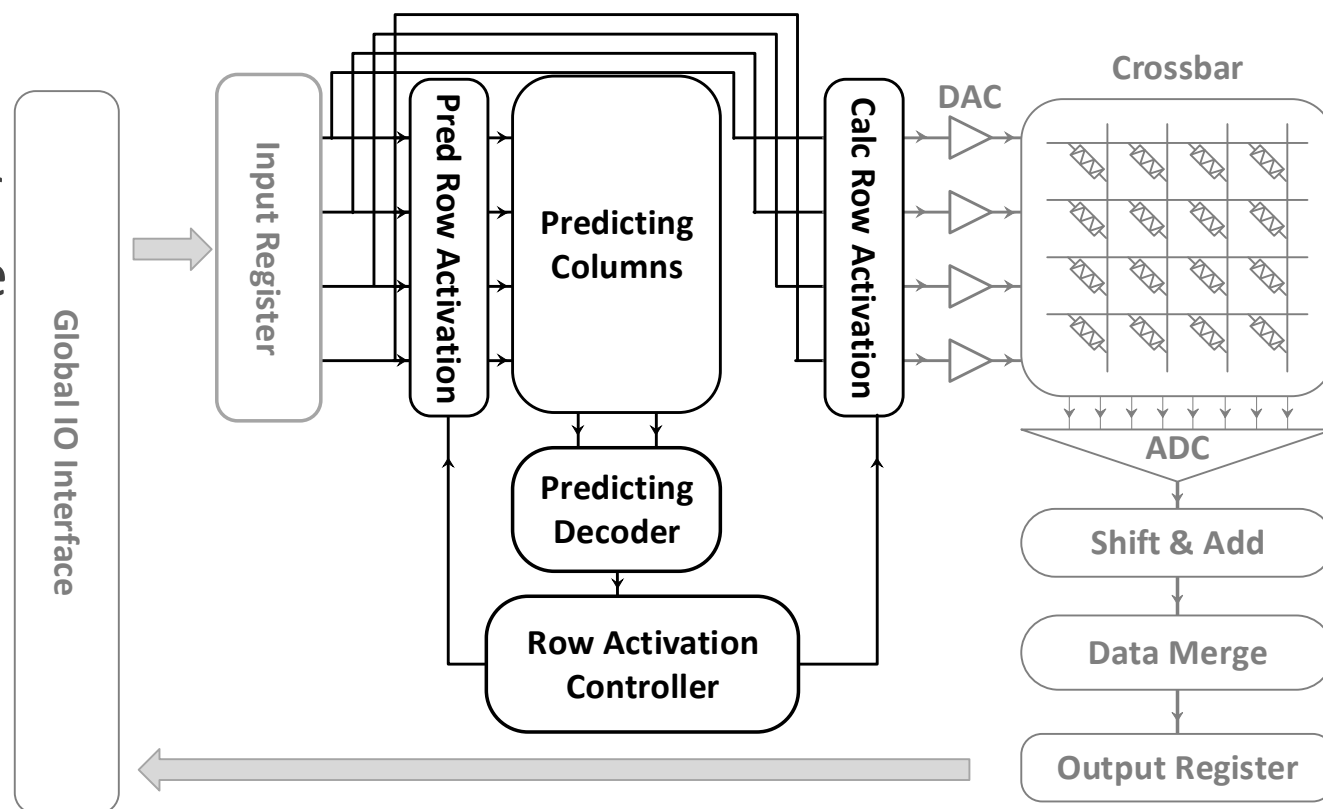 Global IO Interface
Input Register
Pred Row Activation
Predicting
Columns
Predicting
Decoder
Row Activation
Controller
Calc Row Activation
DAC
Crossbar
ADC
Shift & Add
Data Merge
Output Register